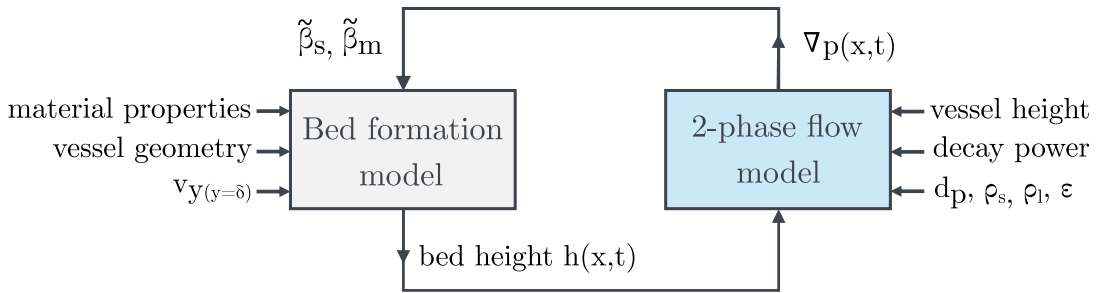 β̃s, β̃m
∇p(x,t)
material properties
vessel geometry
vy(y=δ)
Bed formation
model
2-phase flow
model
vessel height
decay power
dp, ρs, ρl, ε
bed height h(x,t)